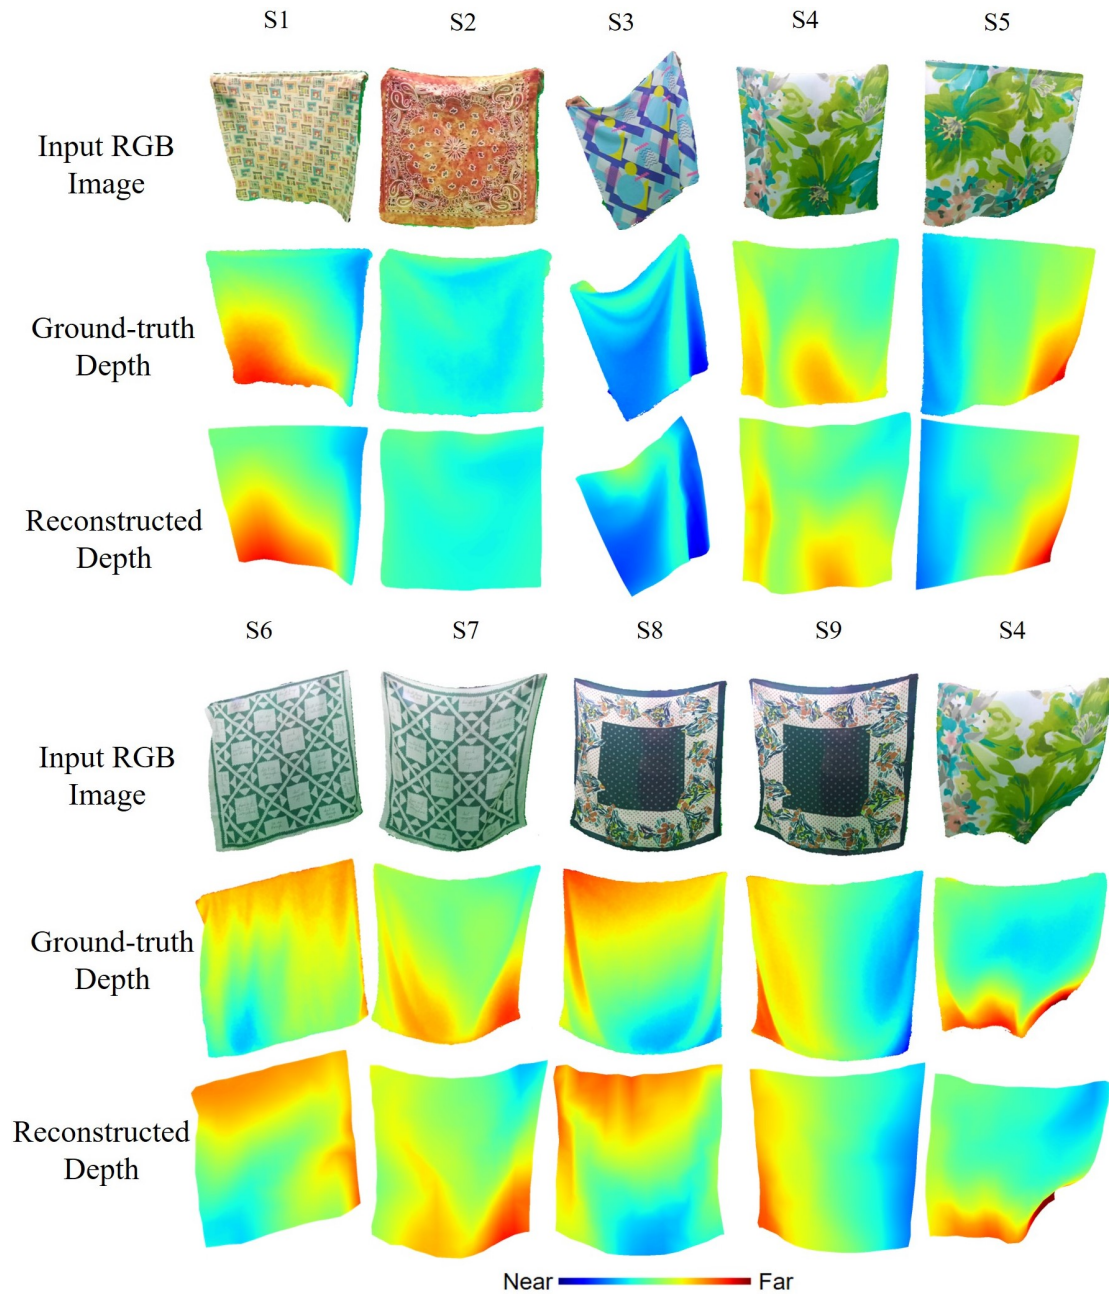 S1 S2 S3 S4 S5
Input RGB
Image
Ground-truth
Depth
Reconstructed
Depth
S6 S7 S8 S9 S4
Input RGB
Image
Ground-truth
Depth
Reconstructed
Depth
Near Far